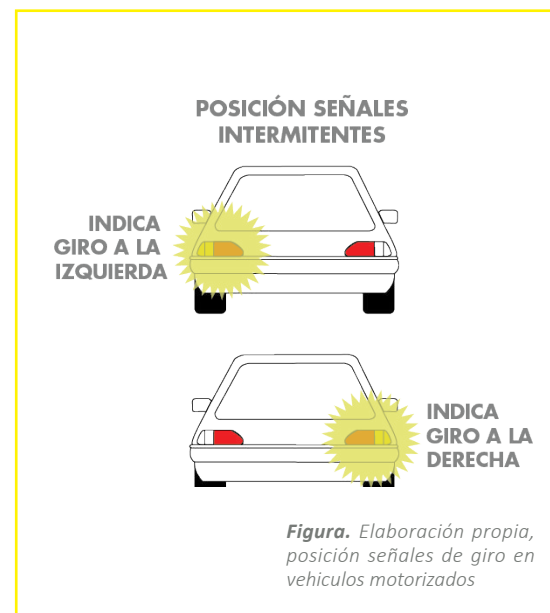 POSICIÓN SEÑALES
INTERMITENTES
INDICA
GIRO A LA
IZQUIERDA
INDICA
GIRO A LA
DERECHA
Figura. Elaboración propia,
posición señales de giro en
vehiculos motorizados